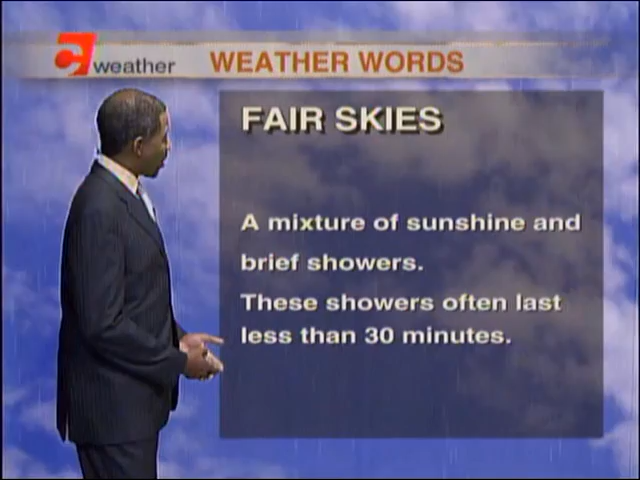 weather WEATHER WORDS
FAIR SKIES
A mixture of sunshine and
brief showers.
These showers often last
less than 30 minutes.